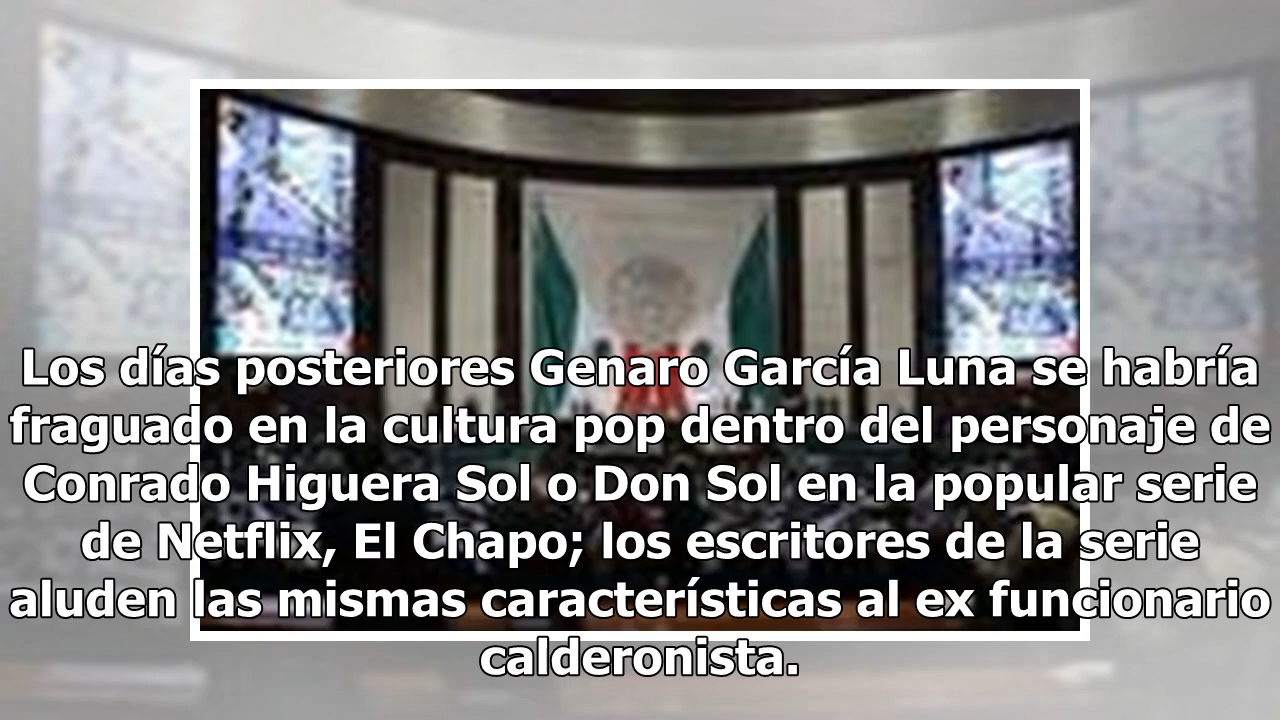 Los días posteriores Genaro García Luna se habría
fraguado en la cultura pop dentro del personaje de
Conrado Higuera Sol o Don Sol en la popular serie
de Netflix, El Chapo; los escritores de la serie
aluden las mismas características al ex funcionario
calderonista.